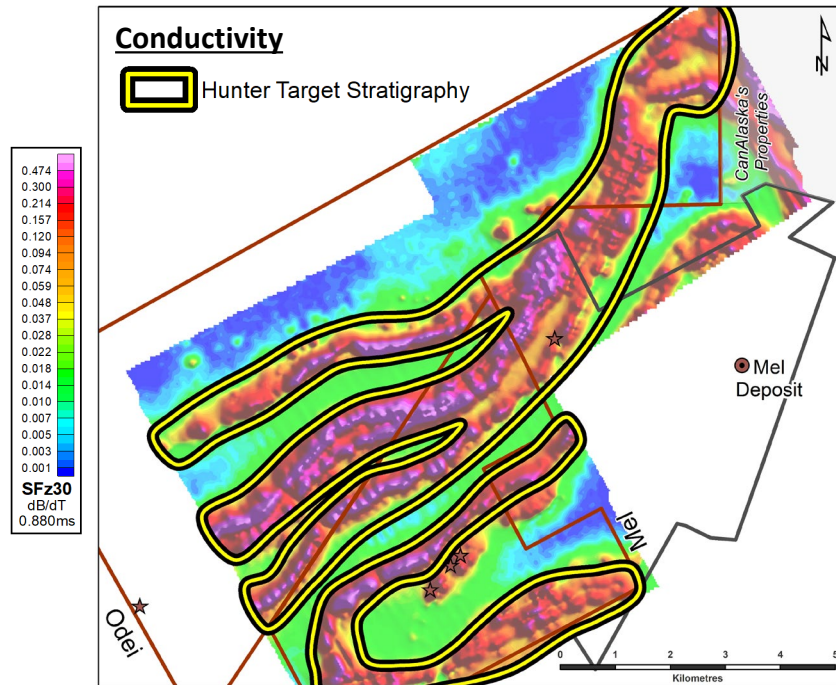 Conductivity
Hunter Target Stratigraphy
N
CanAlaska's
Properties
0.474
0.300
0.214
0.157
0.120
0.094
0.074
0.059
0.048
0.037
0.028
0.022
0.018
0.014
0.010
0.007
0.005
0.003
0.001
SFz30
dB/dT
0.880ms
Mel
Deposit
Mel
Odei
0 1 2 3 4 5
Kilometres